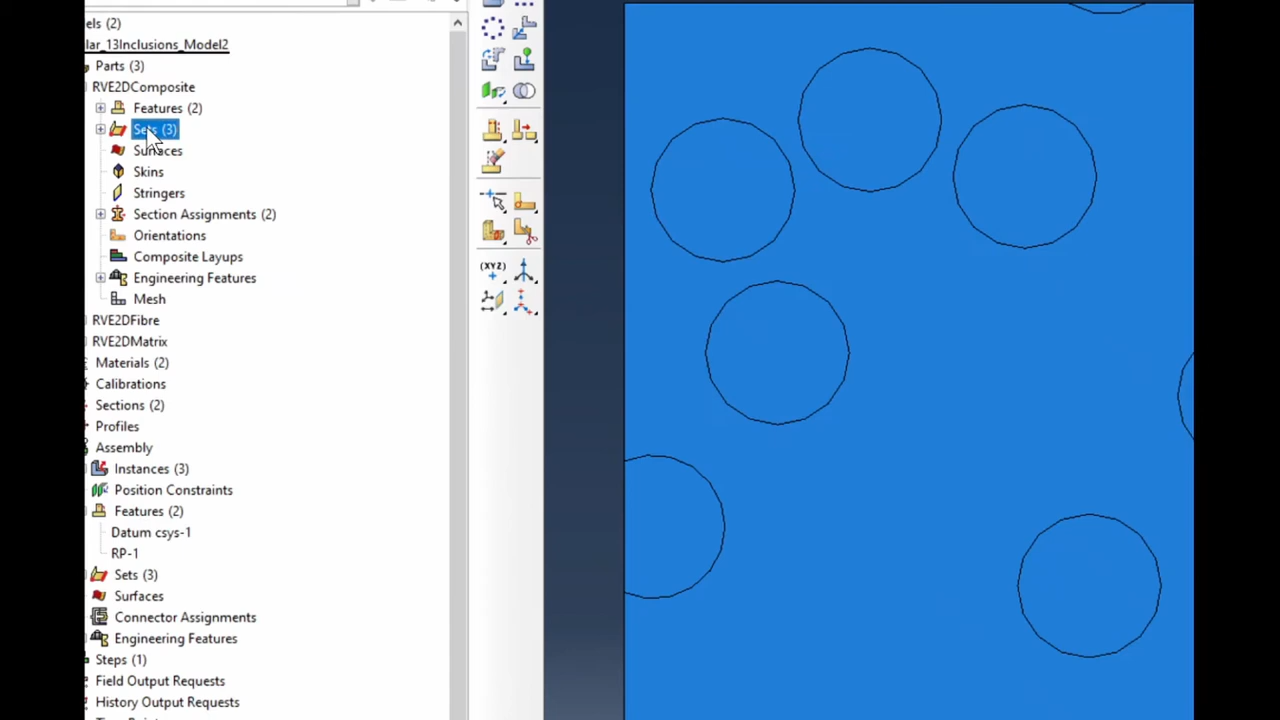 els (2)
lar_13Inclusions_Model2
Parts (3)
RVE2DComposite
Features (2)
Sets (3)
Surfaces
Skins
Stringers
Section Assignments (2)
Orientations
Composite Layups
Engineering Features
Mesh
RVE2DFibre
RVE2DMatrix
Materials (2)
Calibrations
Sections (2)
Profiles
Assembly
Instances (3)
Position Constraints
Features (2)
Datum csys-1
RP-1
Sets (3)
Surfaces
Connector Assignments
Engineering Features
Steps (1)
Field Output Requests
History Output Requests
(XYZ)